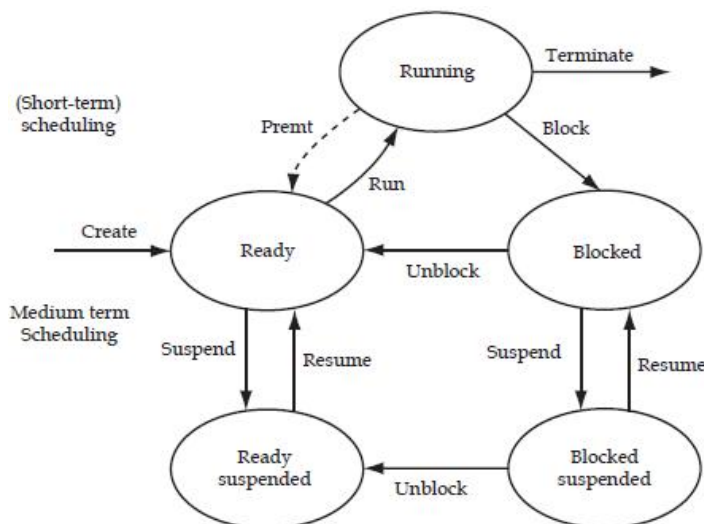 Running
Terminate
(Short-term)
scheduling
Premt
Block
Run
Create
Ready
Blocked
Unblock
Medium term
Scheduling
Suspend
Resume
Suspend
Resume
Ready
suspended
Unblock
Blocked
suspended